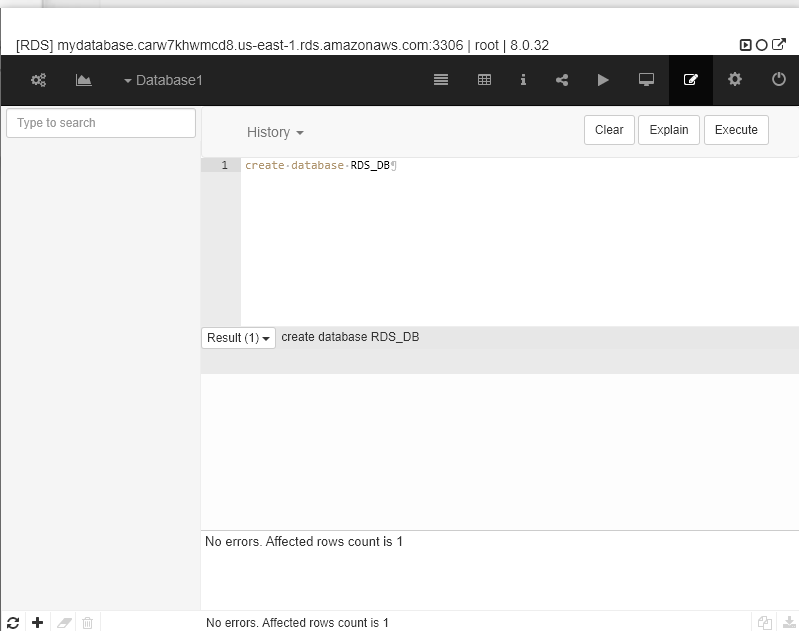 [RDS] mydatabase.carw7khwmcd8.us-east-1.rds.amazonaws.com:3306 | root | 8.0.32
Database1
Type to search
History
Clear
Explain
Execute
1 create·database·RDS_DB¶
Result (1)
create database RDS_DB
No errors. Affected rows count is 1
No errors. Affected rows count is 1